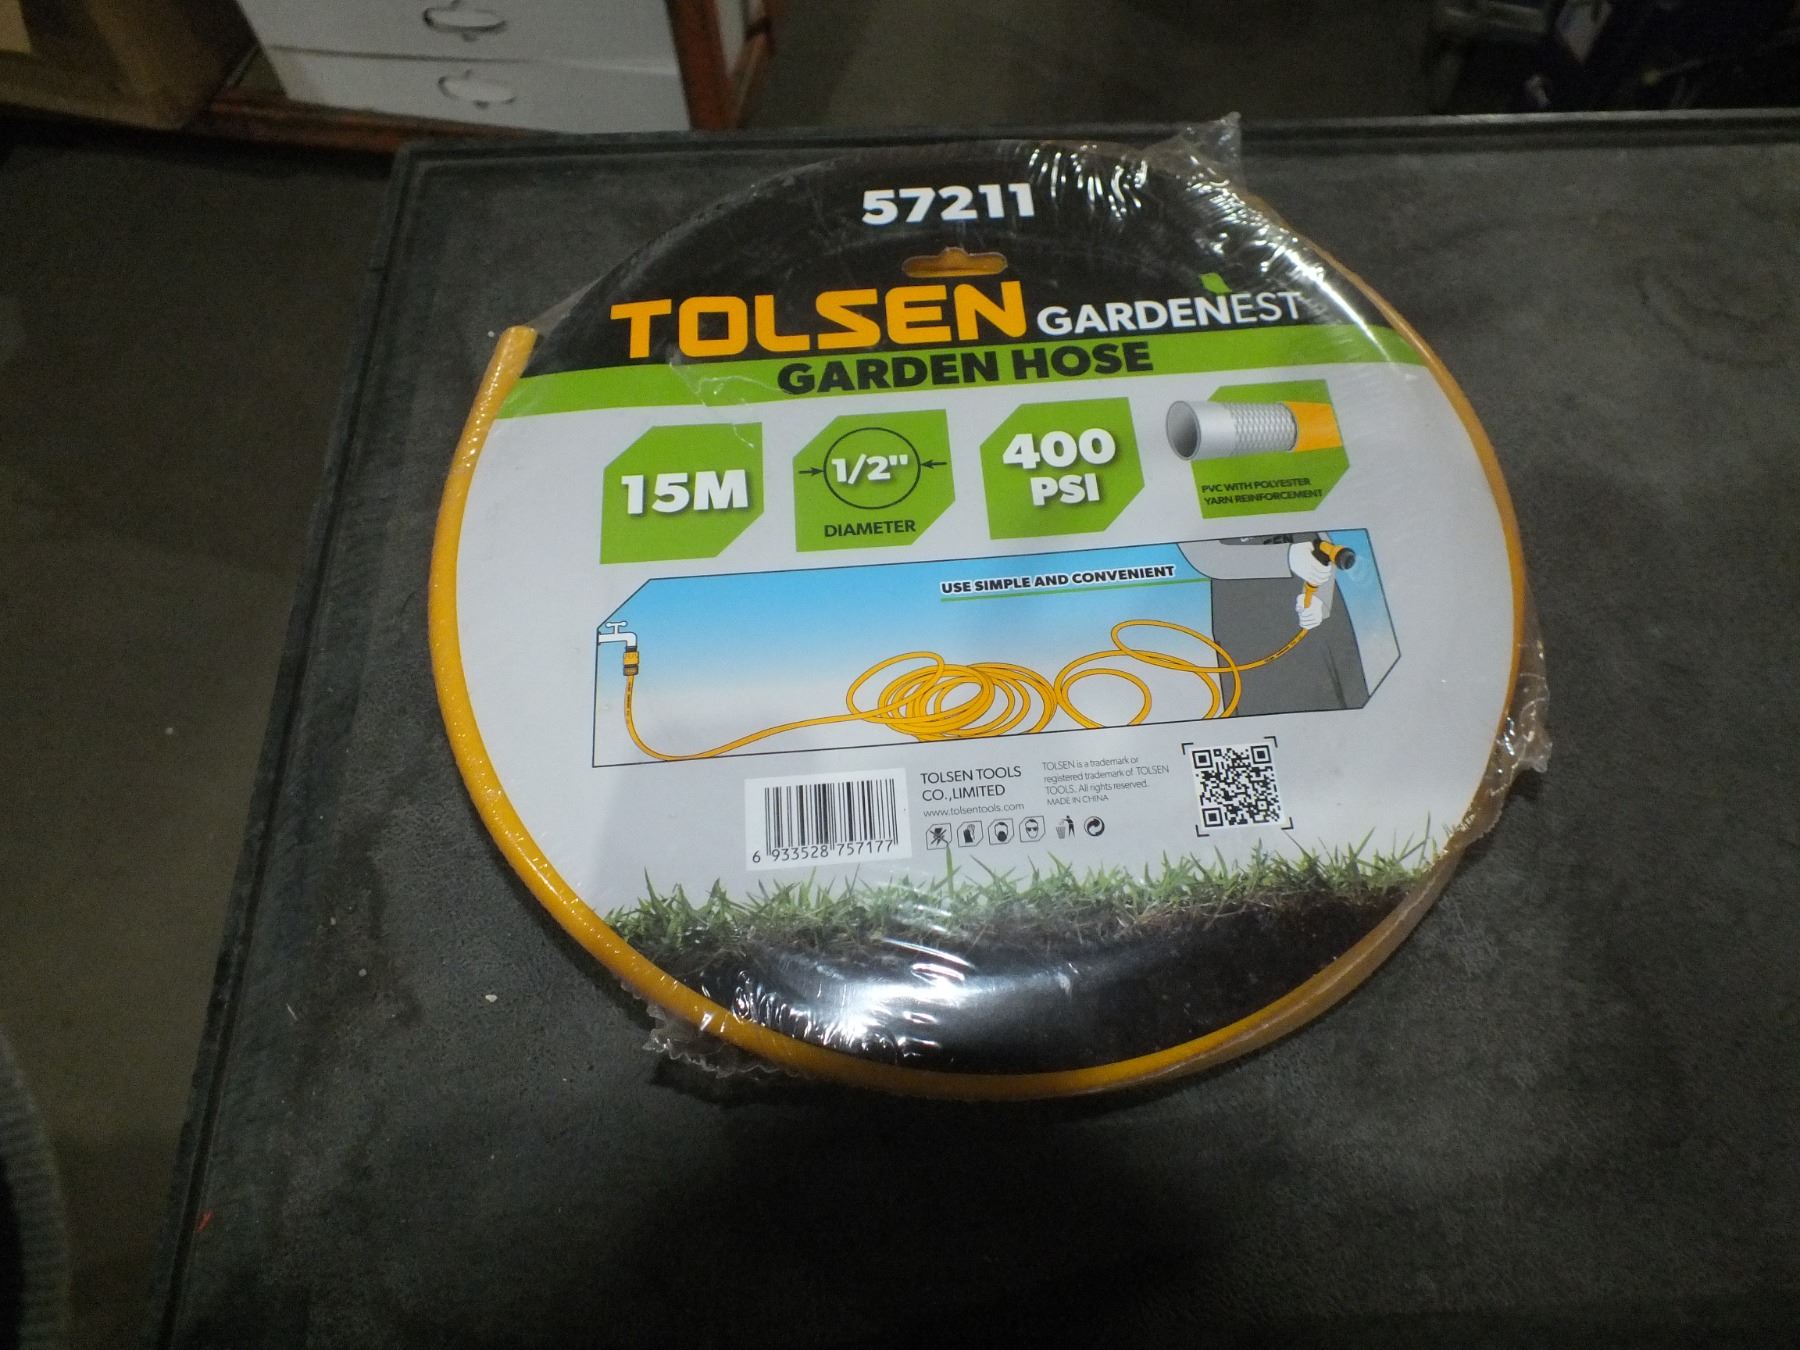 57211
TOLSEN GARDENEST
GARDEN HOSE
15M
1/2"
DIAMETER
400
PSI
PVC WITH POLYESTER
YARN REINFORCEMENT
USE SIMPLE AND CONVENIENT
6 933528 757177
TOLSEN TOOLS
CO.,LIMITED
www.tolsentools.com
TOLSEN is a trademark or
registered trademark of TOLSEN
TOOLS. All rights reserved.
MADE IN CHINA